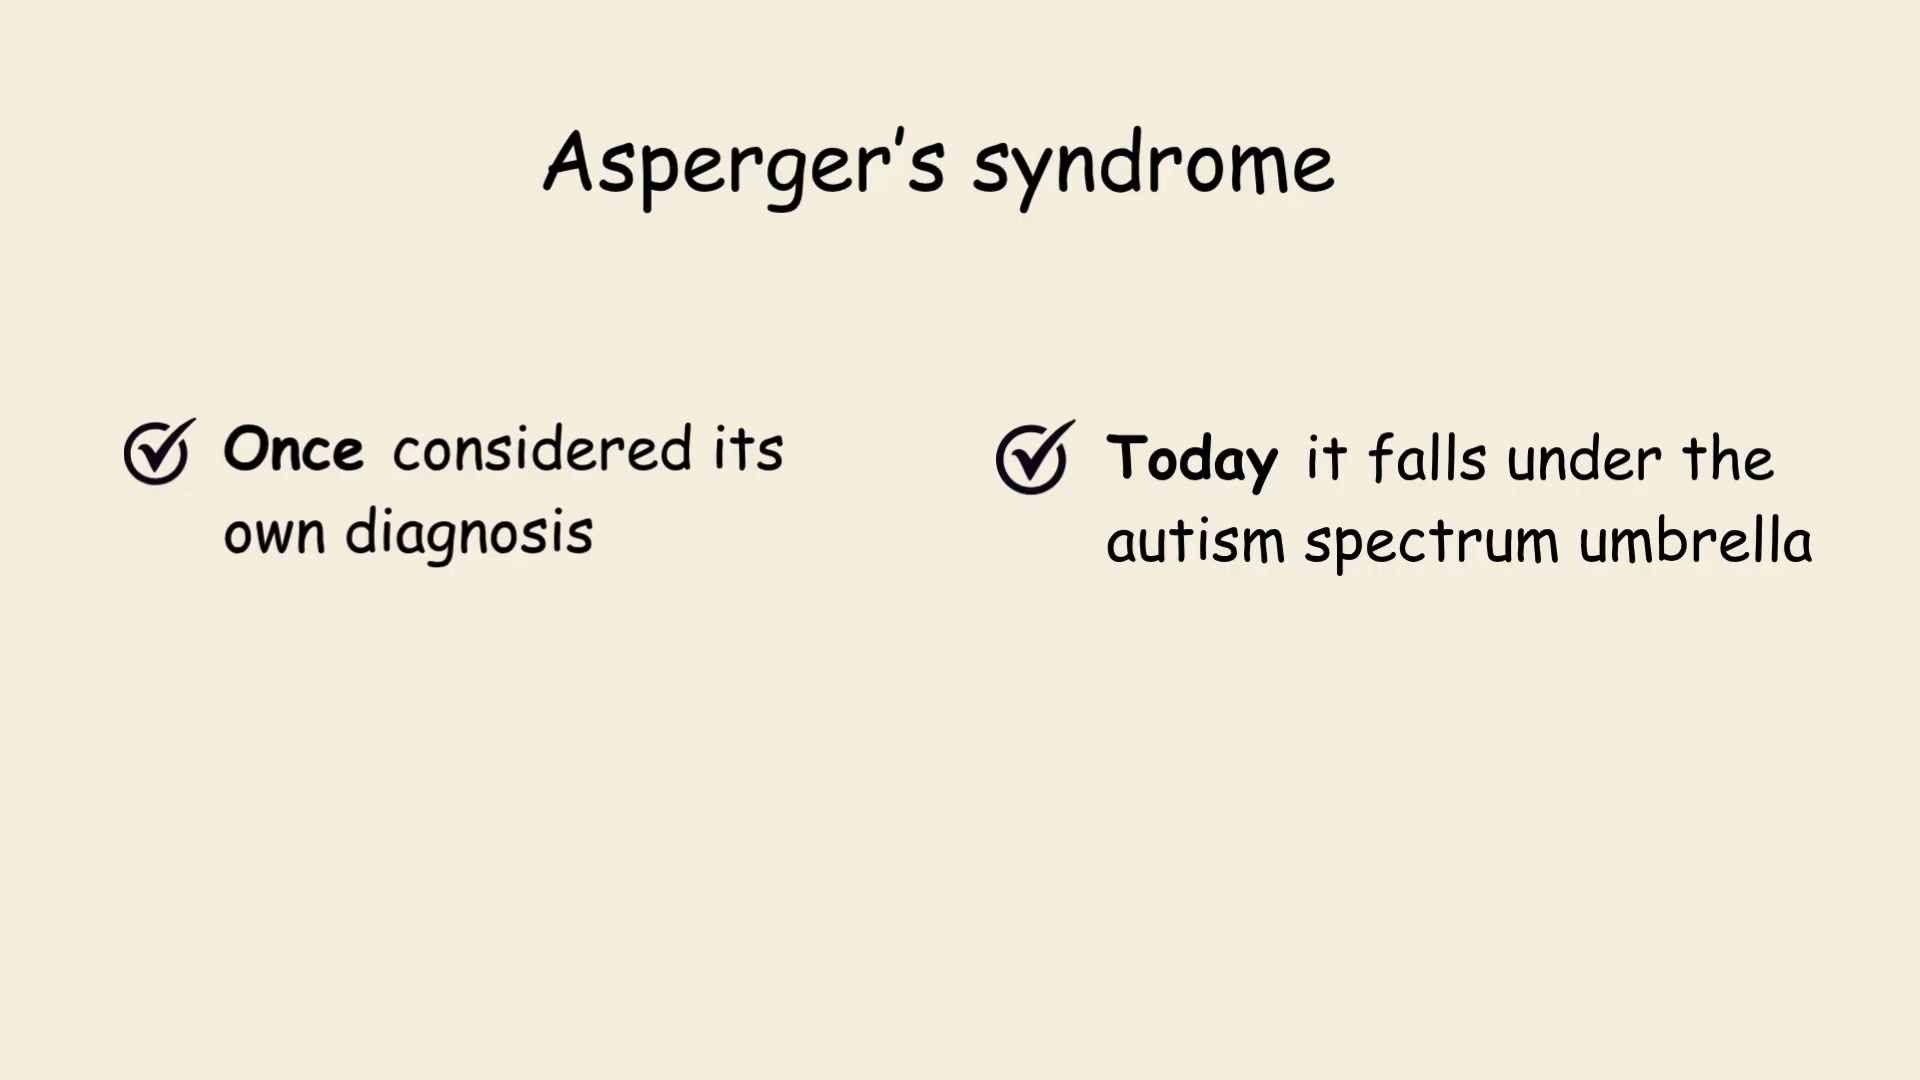 Asperger’s syndrome
Once considered its
own diagnosis
Today it falls under the
autism spectrum umbrella